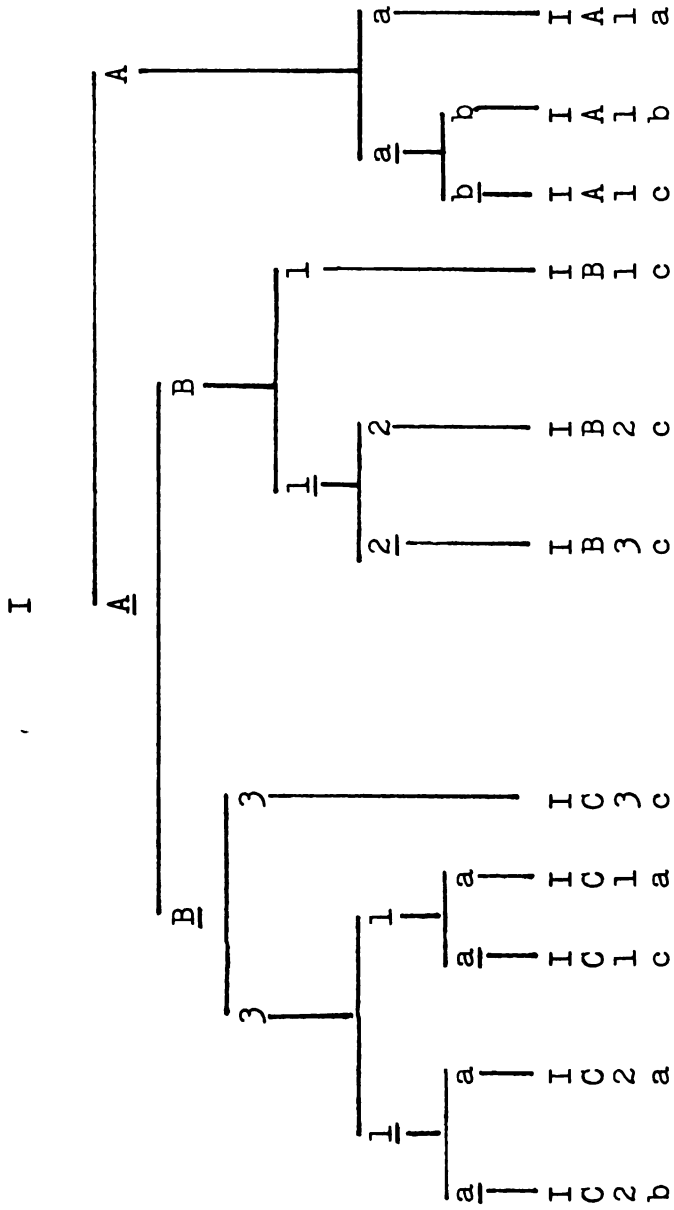 a I A 1 a
A
b I A 1 b
a
b I A 1 c
1 I B 1 c
B
2 I B 2 c
1
2 I B 3 c
I A
3 I C 3 c
a I C 1 a
B 1
a I C 1 c
3
a I C 2 a
1
a I C 2 b